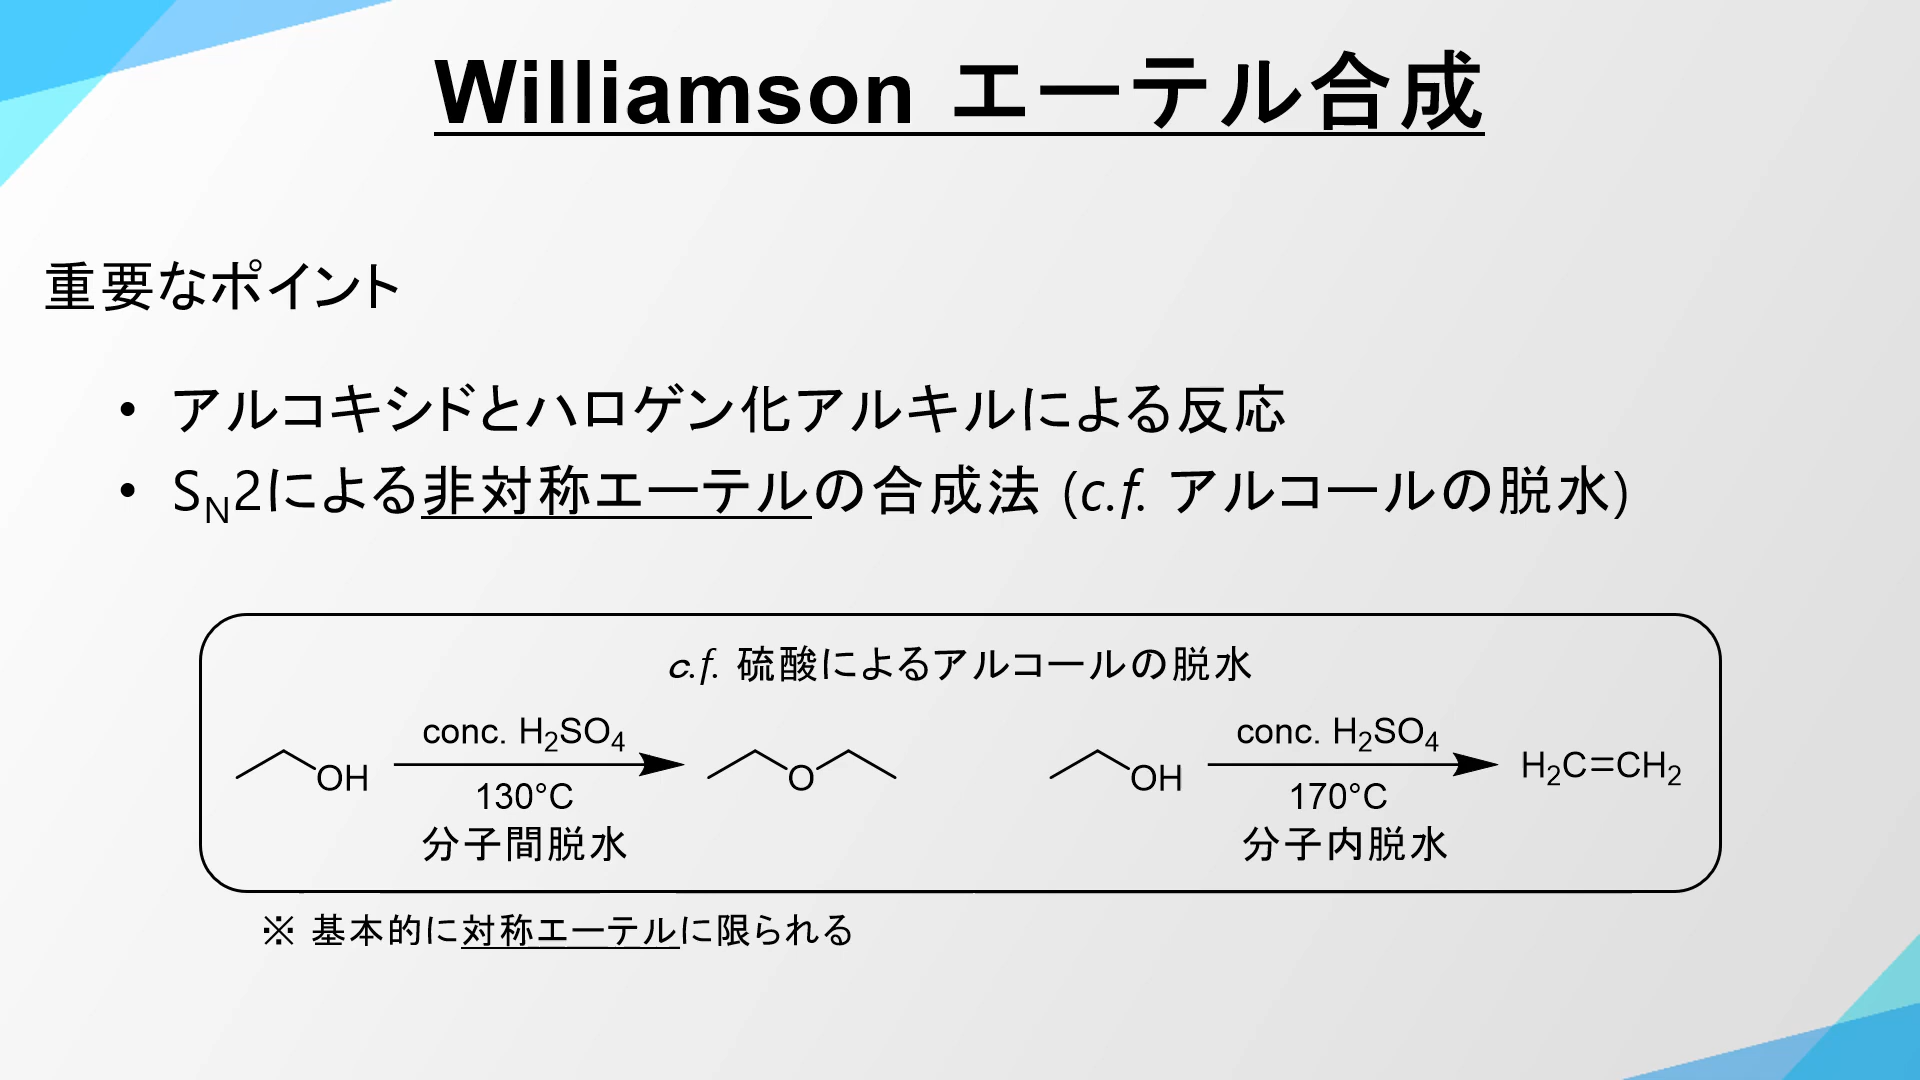 Williamson エーテル合成
重要なポイント
• アルコキシドとハロゲン化アルキルによる反応
• SN2による非対称エーテルの合成法 (c.f. アルコールの脱水)
c.f. 硫酸によるアルコールの脱水
OH conc. H2SO4 130°C 分子間脱水 O
OH conc. H2SO4 170°C 分子内脱水 H2C=CH2
※ 基本的に対称エーテルに限られる